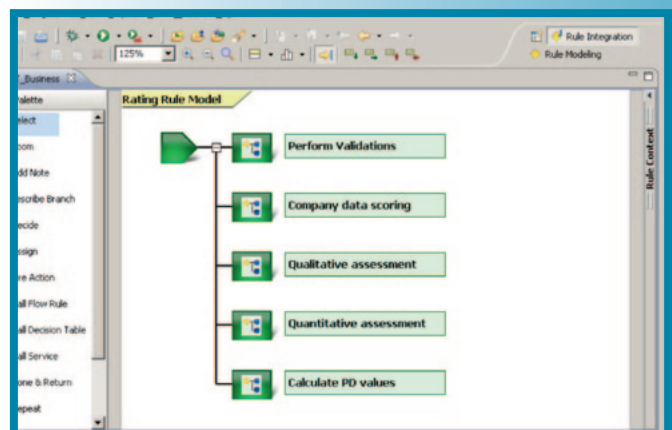 Rule Integration
125%
Rule Modeling
_Business
Palette
Rating Rule Model
elect
oom
dd Note
escribe Branch
ecide
ssign
re Action
all Flow Rule
all Decision Table
all Service
one & Return
epeat
Perform Validations
Company data scoring
Qualitative assessment
Quantitative assessment
Calculate PD values
Rule Context